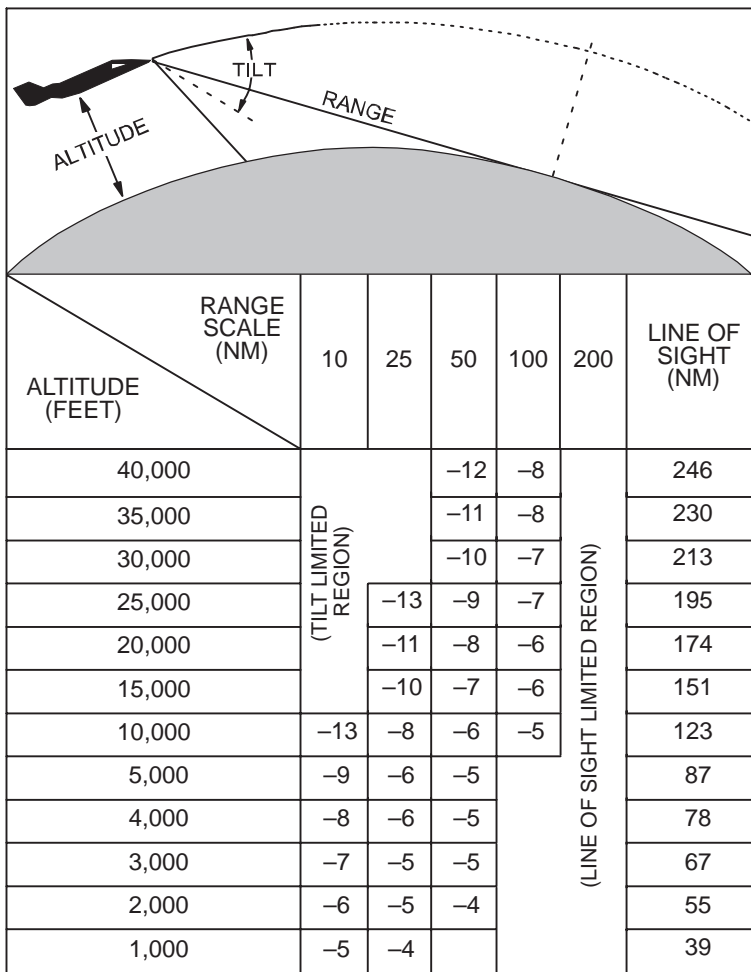 TILT
RANGE
ALTITUDE
RANGE
SCALE
(NM)
ALTITUDE
(FEET)
10 25 50 100 200
LINE OF
SIGHT
(NM)
40,000 –12 –8 246
35,000 –11 –8 230
30,000 –10 –7 213
25,000 –13 –9 –7 195
20,000 –11 –8 –6 174
15,000 –10 –7 –6 151
10,000 –13 –8 –6 –5 123
5,000 –9 –6 –5 87
4,000 –8 –6 –5 78
3,000 –7 –5 –5 67
2,000 –6 –5 –4 55
1,000 –5 –4 39
(TILT LIMITED
REGION)
(LINE OF SIGHT LIMITED REGION)